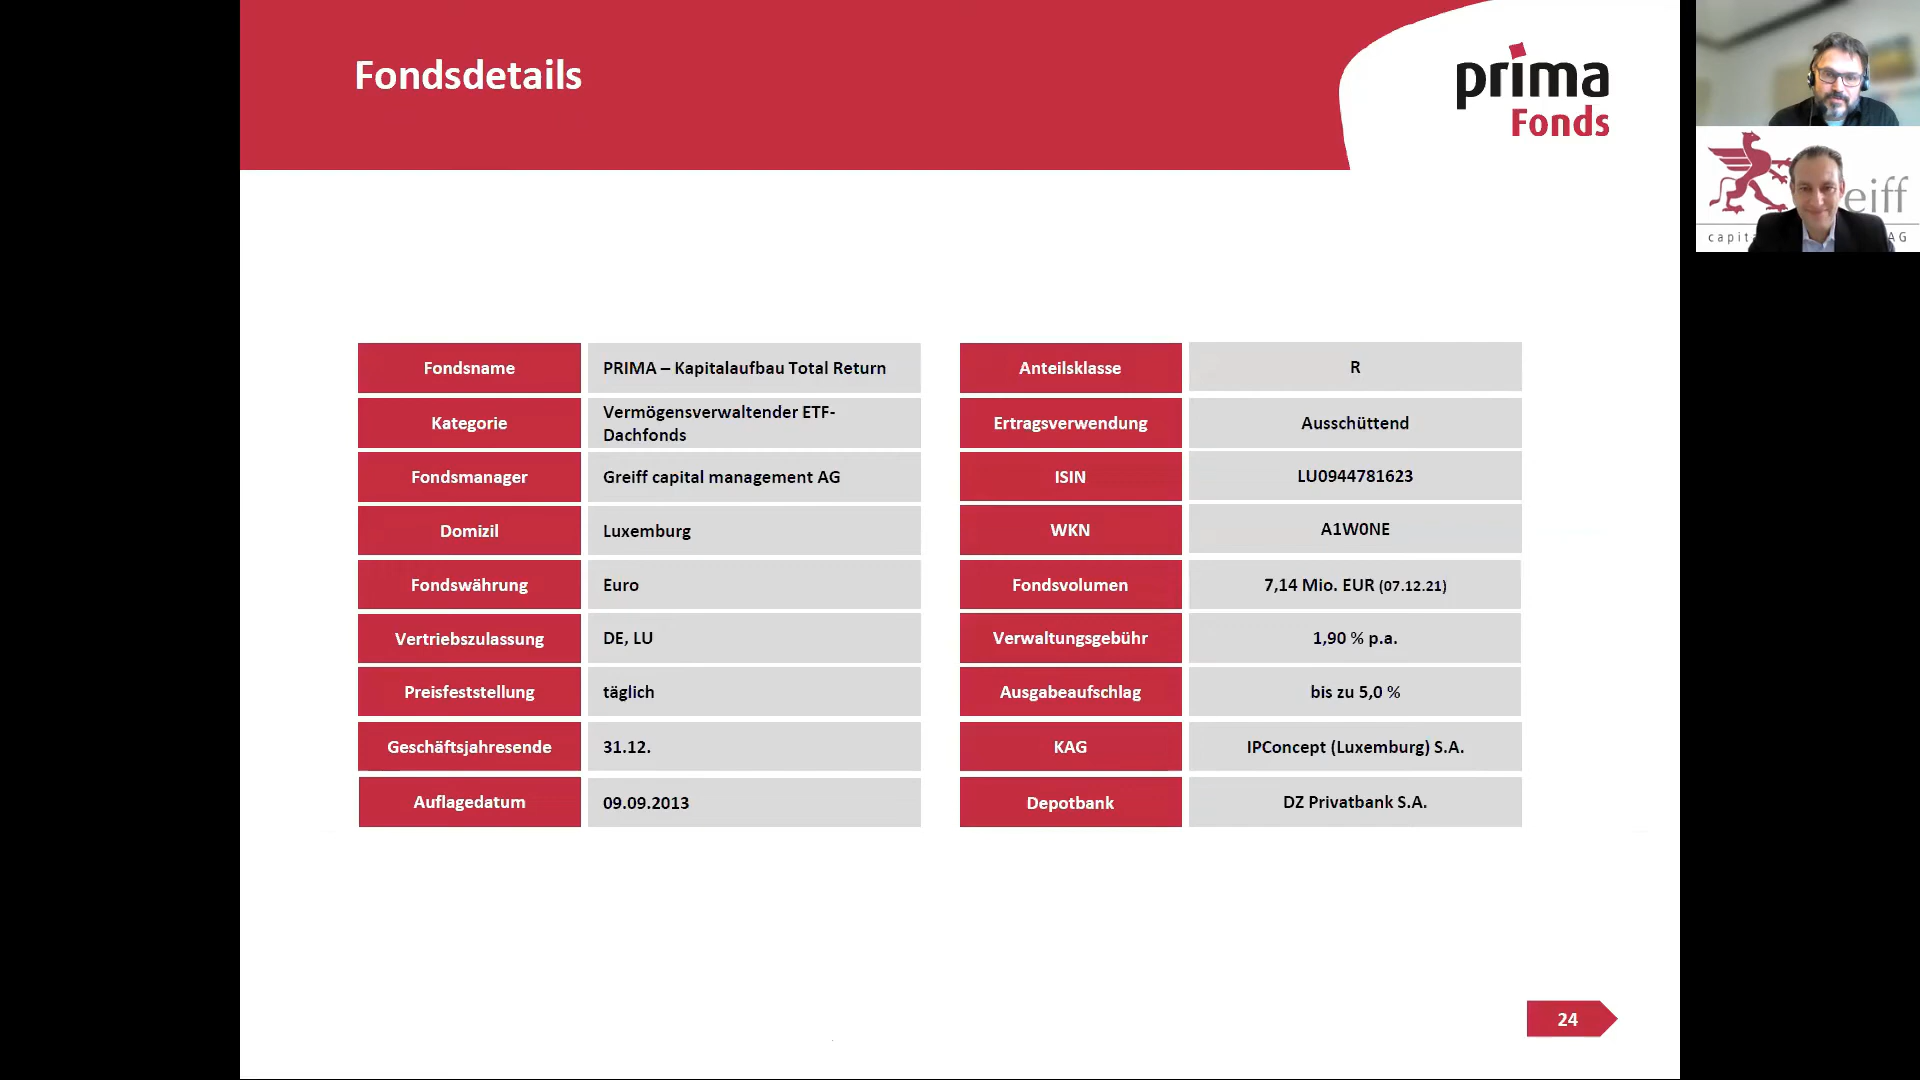 Fondsdetails
prima
Fonds
eiff
capit
AG
Fondsname
PRIMA – Kapitalaufbau Total Return
Kategorie
Vermögensverwaltender ETF-
Dachfonds
Fondsmanager
Greiff capital management AG
Domizil
Luxemburg
Fondswährung
Euro
Vertriebszulassung
DE, LU
Preisfeststellung
täglich
Geschäftsjahresende
31.12.
Auflagedatum
09.09.2013
Anteilsklasse
R
Ertragsverwendung
Ausschüttend
ISIN
LU0944781623
WKN
A1W0NE
Fondsvolumen
7,14 Mio. EUR (07.12.21)
Verwaltungsgebühr
1,90 % p.a.
Ausgabeaufschlag
bis zu 5,0 %
KAG
IPConcept (Luxemburg) S.A.
Depotbank
DZ Privatbank S.A.
24